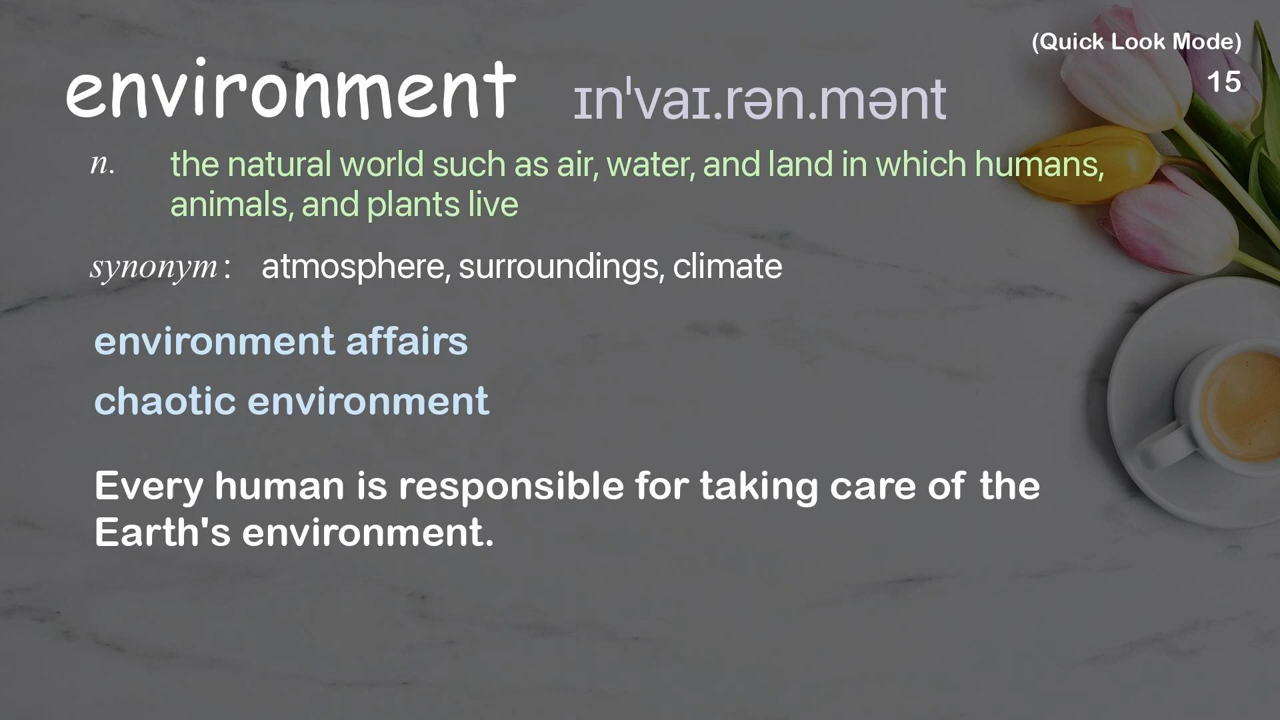 (Quick Look Mode)
environment ɪnˈvaɪ.rən.mənt
15
n. the natural world such as air, water, and land in which humans,
animals, and plants live
synonym: atmosphere, surroundings, climate
environment affairs
chaotic environment
Every human is responsible for taking care of the
Earth's environment.